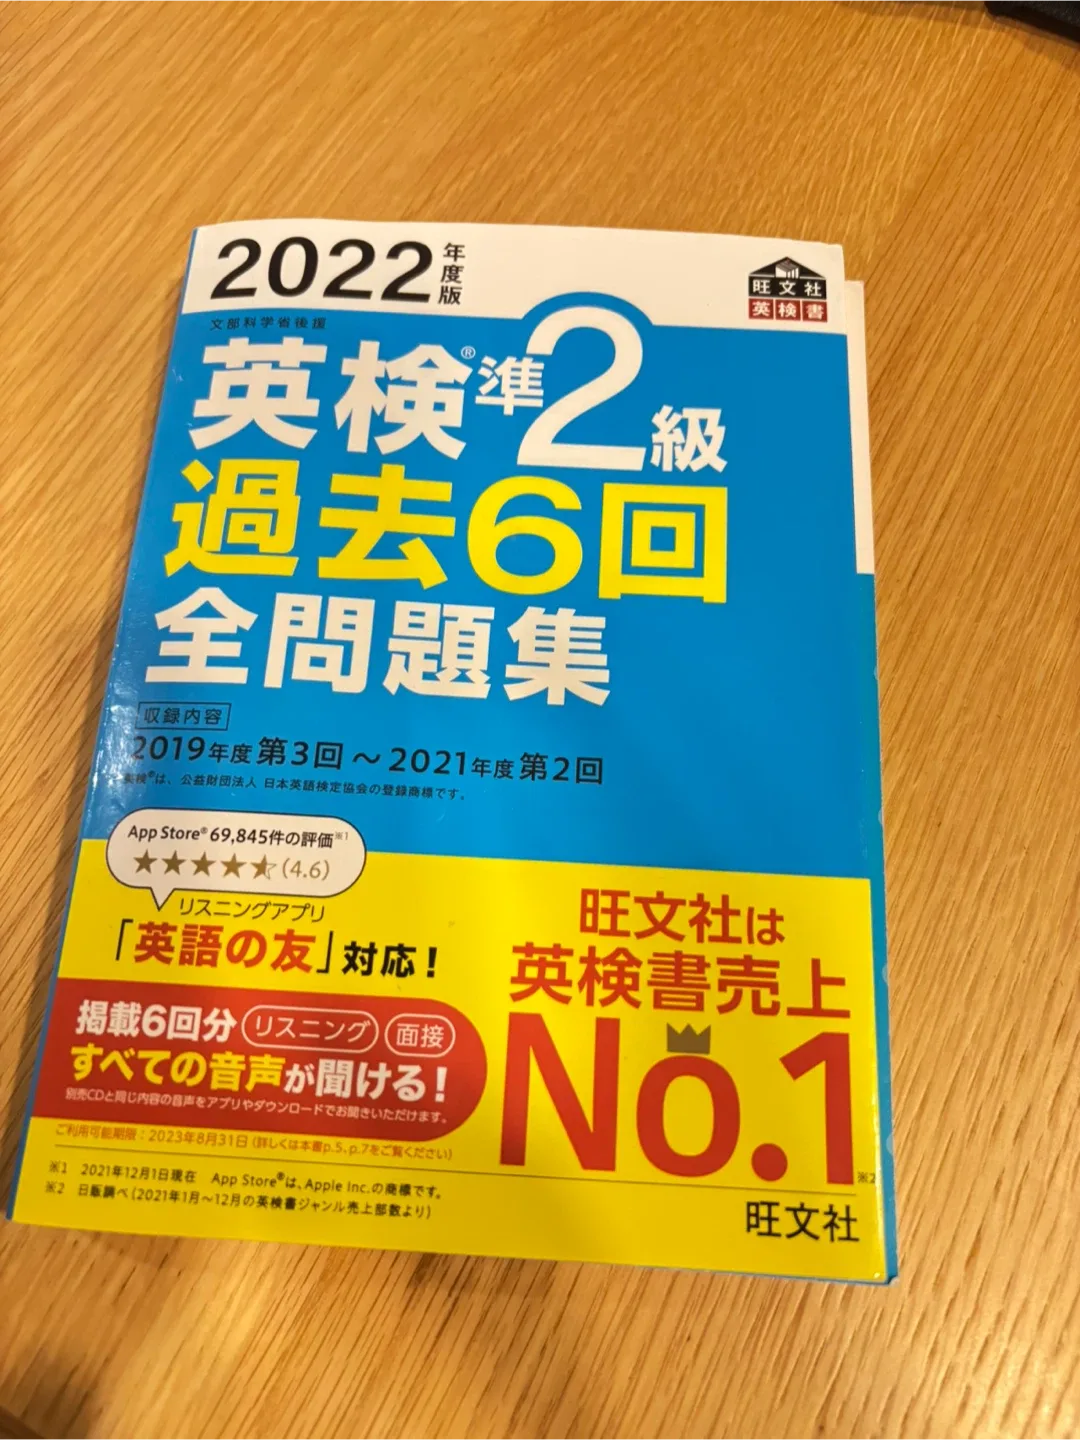 2022年度版
旺文社
英検書
文部科学省後援
英検®準2級
過去6回
全問題集
収録内容
2019年度第3回～2021年度第2回
英検®は、公益財団法人 日本英語検定協会の登録商標です。
App Store® 69,845件の評価※1
★★★★⯪(4.6)
リスニングアプリ
「英語の友」対応！
旺文社は
英検書売上
No.1※2
掲載6回分 リスニング 面接
すべての音声が聞ける！
別売CDと同じ内容の音声をアプリやダウンロードでお聞きいただけます。
ご利用可能期限：2023年8月31日（詳しくは本書p.5、p.7をご覧ください）
※1 2021年12月1日現在 App Store®は、Apple Inc.の商標です。
※2 日販調べ（2021年1月～12月の英検書ジャンル売上部数より）
旺文社